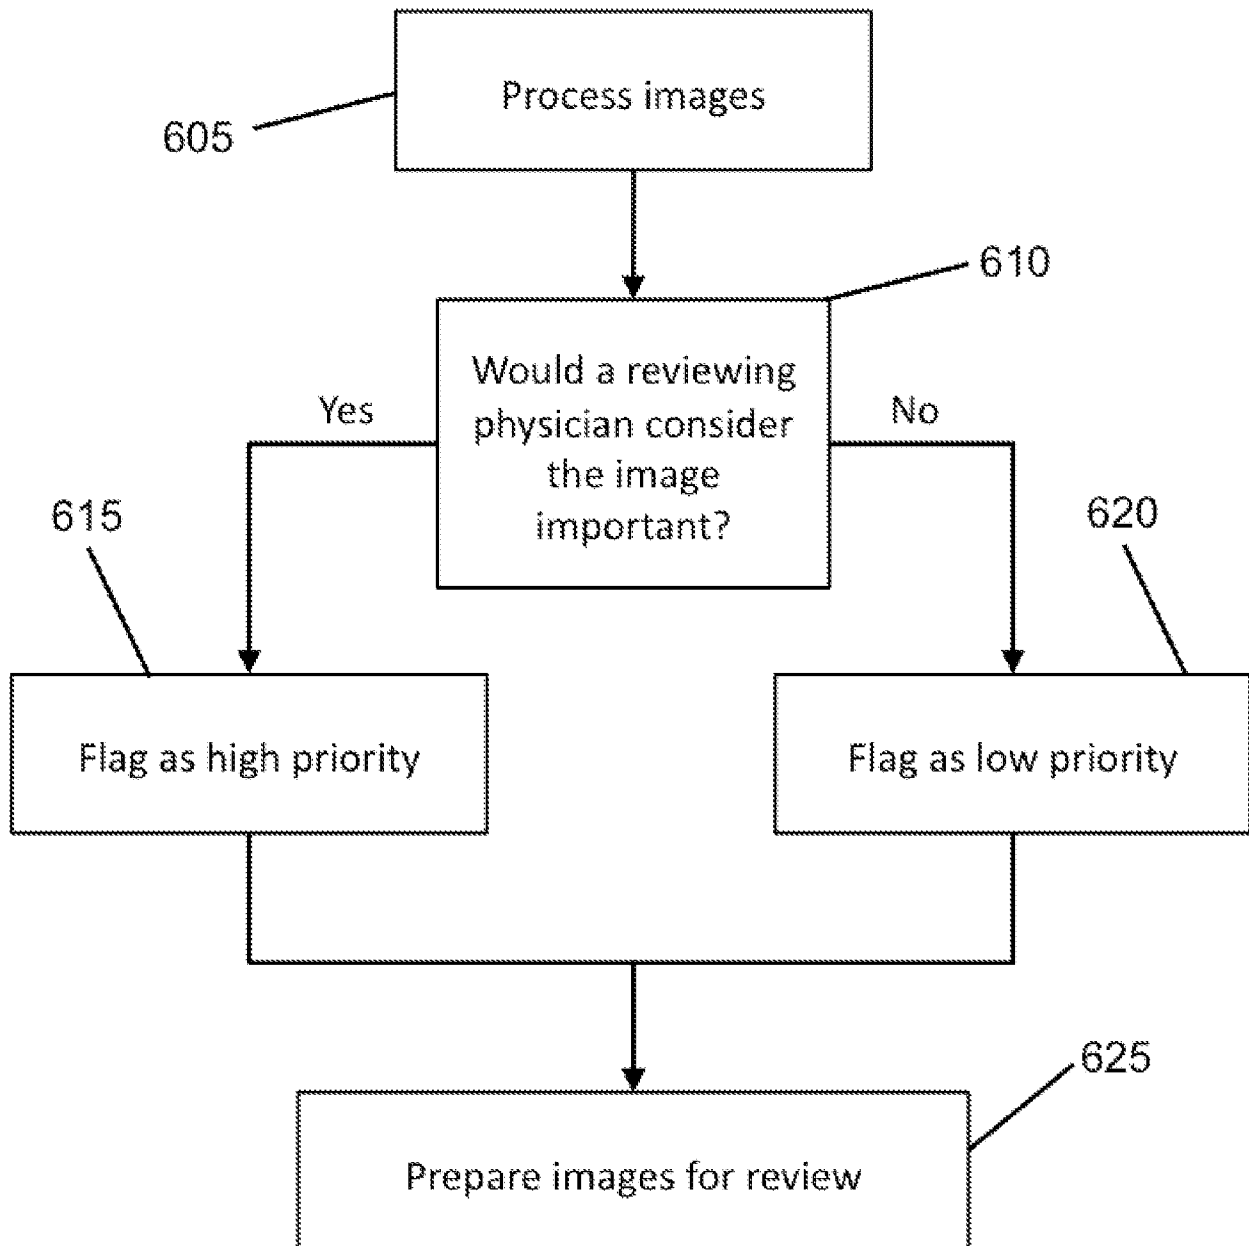 Process images
605
610
Would a reviewing
physician consider
the image
important?
Yes
No
615
620
Flag as high priority
Flag as low priority
625
Prepare images for review